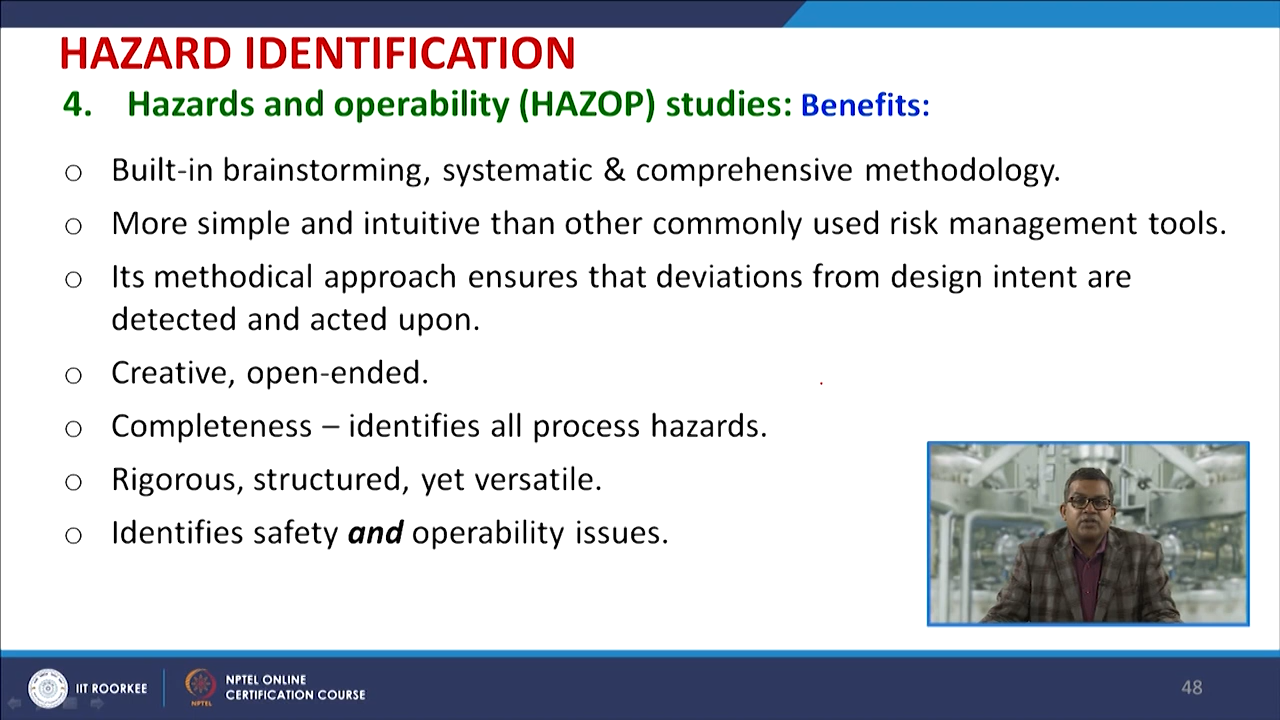 HAZARD IDENTIFICATION
4. Hazards and operability (HAZOP) studies: Benefits:
o Built-in brainstorming, systematic & comprehensive methodology.
o More simple and intuitive than other commonly used risk management tools.
o Its methodical approach ensures that deviations from design intent are
detected and acted upon.
o Creative, open-ended.
o Completeness – identifies all process hazards.
o Rigorous, structured, yet versatile.
o Identifies safety and operability issues.
IIT ROORKEE
NPTEL
NPTEL ONLINE
CERTIFICATION COURSE
48